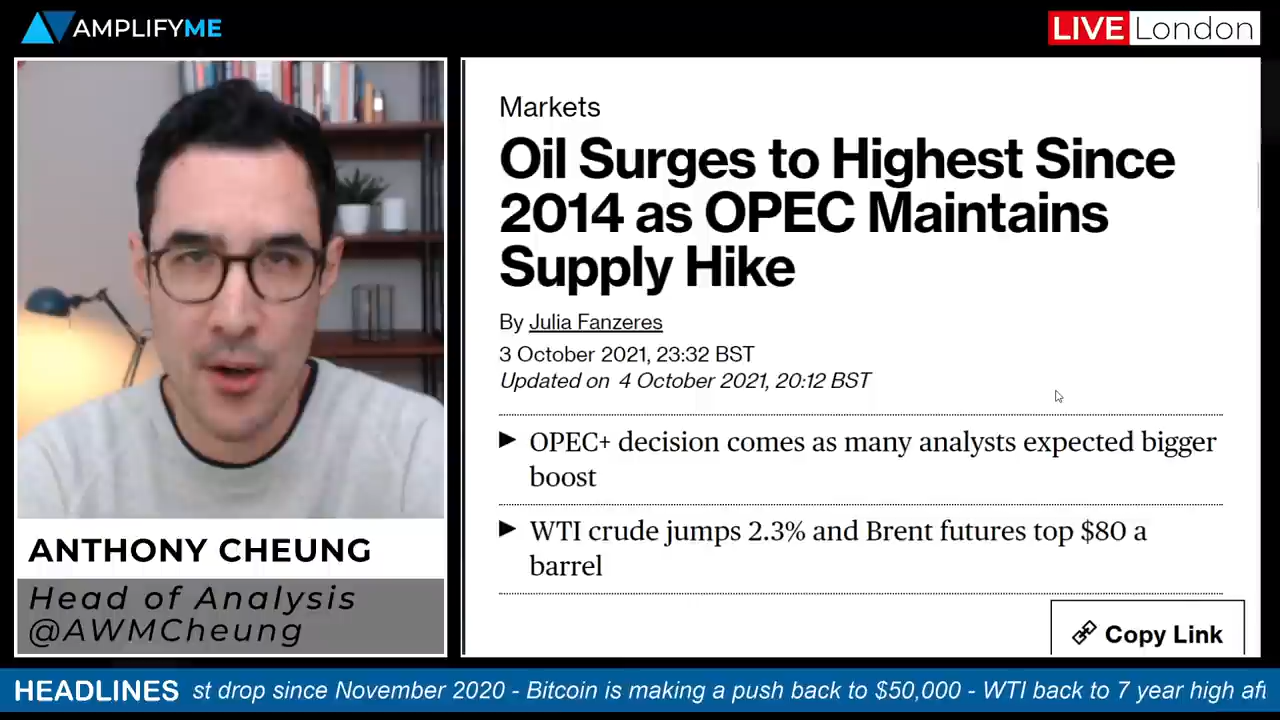 AMPLIFYME
LIVE London
Markets
Oil Surges to Highest Since
2014 as OPEC Maintains
Supply Hike
By Julia Fanzeres
3 October 2021, 23:32 BST
Updated on 4 October 2021, 20:12 BST
OPEC+ decision comes as many analysts expected bigger
boost
WTI crude jumps 2.3% and Brent futures top $80 a
barrel
Copy Link
ANTHONY CHEUNG
Head of Analysis
@AWMCheung
HEADLINES st drop since November 2020 - Bitcoin is making a push back to $50,000 - WTI back to 7 year high aft